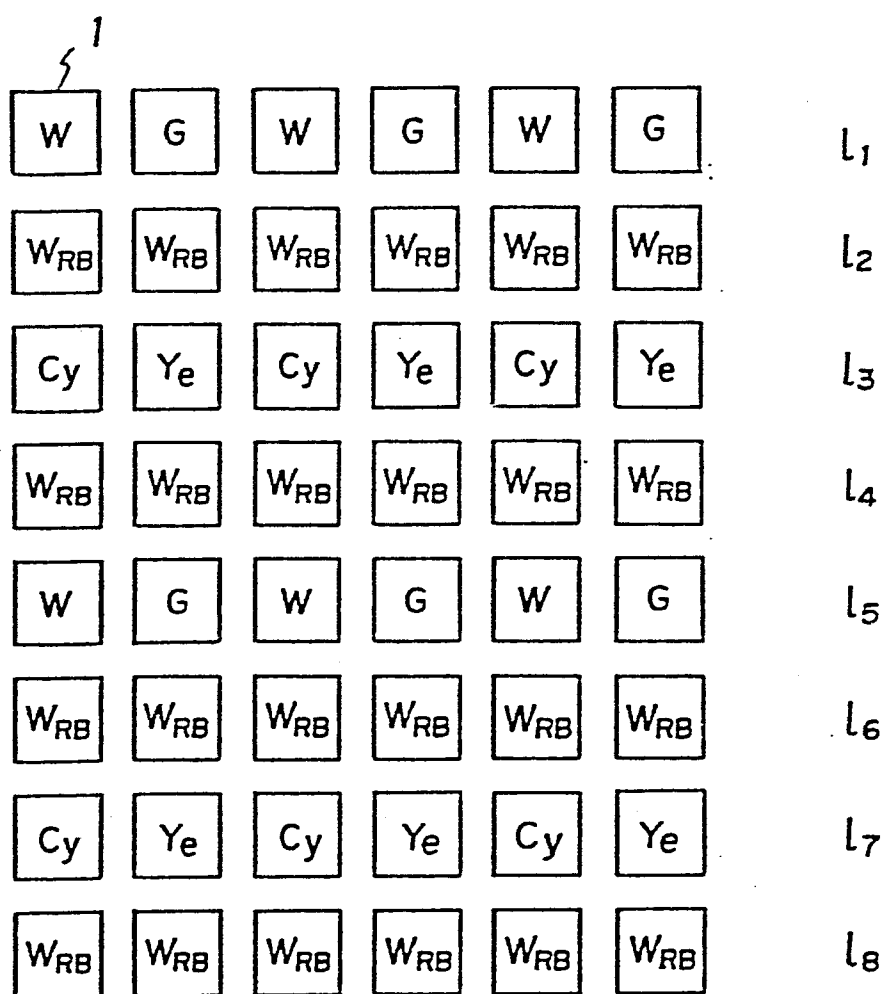 1
W G W G W G l1
WRB WRB WRB WRB WRB WRB l2
Cy Ye Cy Ye Cy Ye l3
WRB WRB WRB WRB WRB WRB l4
W G W G W G l5
WRB WRB WRB WRB WRB WRB l6
Cy Ye Cy Ye Cy Ye l7
WRB WRB WRB WRB WRB WRB l8